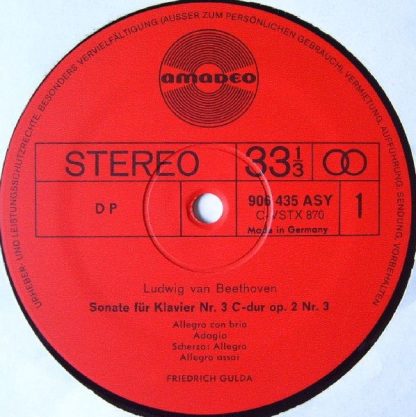 URHEBER- UND LEISTUNGSSCHUTZRECHTE, BESONDERS VERVIELFÄLTIGUNG (AUSSER ZUM PERSÖNLICHEN GEBRAUCH), VERMIETUNG, AUFFÜHRUNG, SENDUNG, VORBEHALTEN
amadeo
STEREO 33⅓
DP 906 435 ASY 1
Made in Germany
Ludwig van Beethoven
Sonate für Klavier Nr. 3 C-dur op. 2 Nr. 3
Allegro con brio
Adagio
Scherzo: Allegro
Allegro assai
FRIEDRICH GULDA